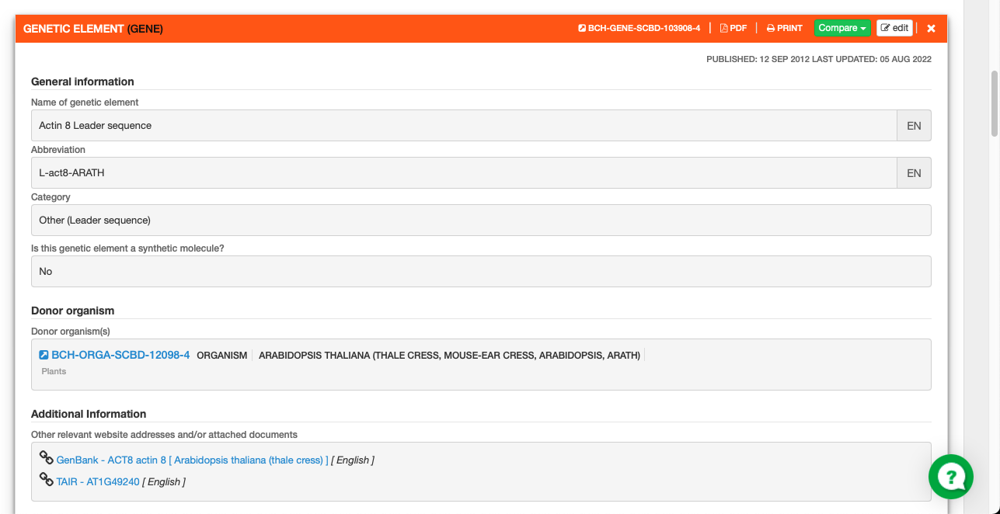 GENETIC ELEMENT (GENE) BCH-GENE-SCBD-103908-4 | PDF | PRINT Compare edit |
PUBLISHED: 12 SEP 2012 LAST UPDATED: 05 AUG 2022
General information
Name of genetic element
Actin 8 Leader sequence EN
Abbreviation
L-act8-ARATH EN
Category
Other (Leader sequence)
Is this genetic element a synthetic molecule?
No
Donor organism
Donor organism(s)
BCH-ORGA-SCBD-12098-4 ORGANISM ARABIDOPSIS THALIANA (THALE CRESS, MOUSE-EAR CRESS, ARABIDOPSIS, ARATH)
Plants
Additional Information
Other relevant website addresses and/or attached documents
GenBank - ACT8 actin 8 [ Arabidopsis thaliana (thale cress) ] [ English ]
TAIR - AT1G49240 [ English ]
?